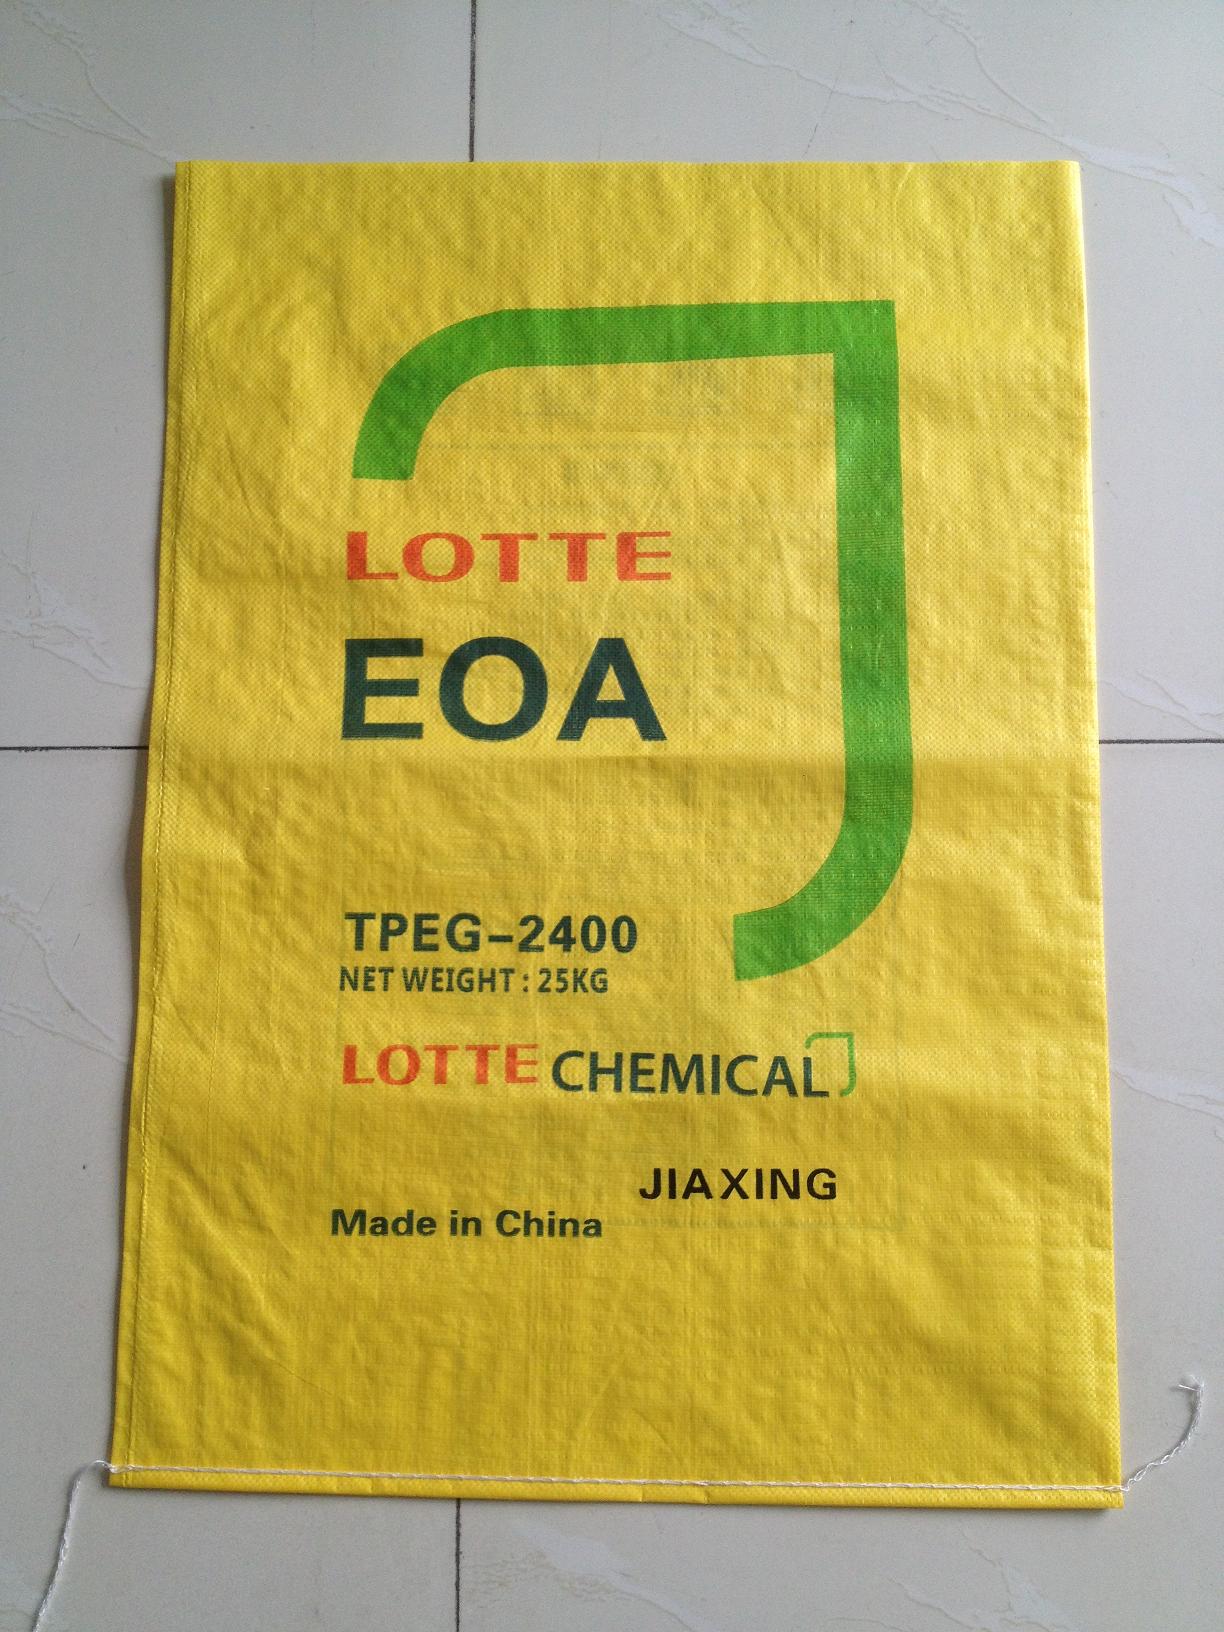 LOTTE
EOA
TPEG-2400
NET WEIGHT : 25KG
LOTTE CHEMICAL
JIAXING
Made in China